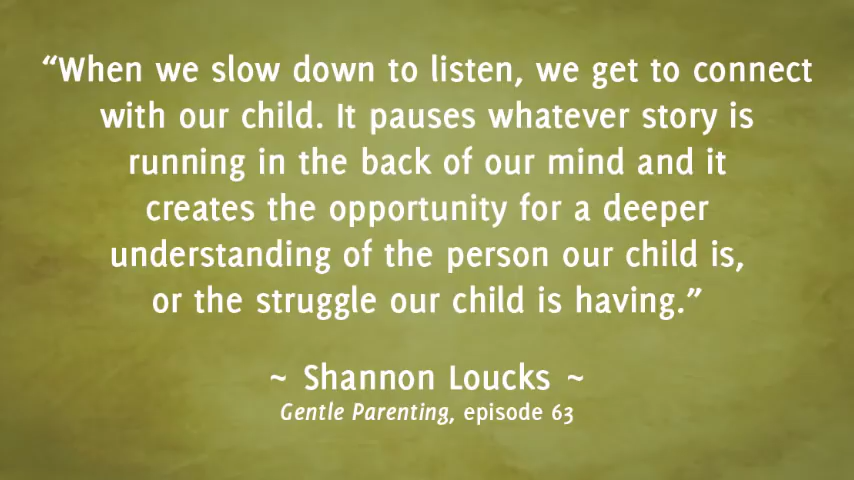 “When we slow down to listen, we get to connect
with our child. It pauses whatever story is
running in the back of our mind and it
creates the opportunity for a deeper
understanding of the person our child is,
or the struggle our child is having.”
~ Shannon Loucks ~
Gentle Parenting, episode 63